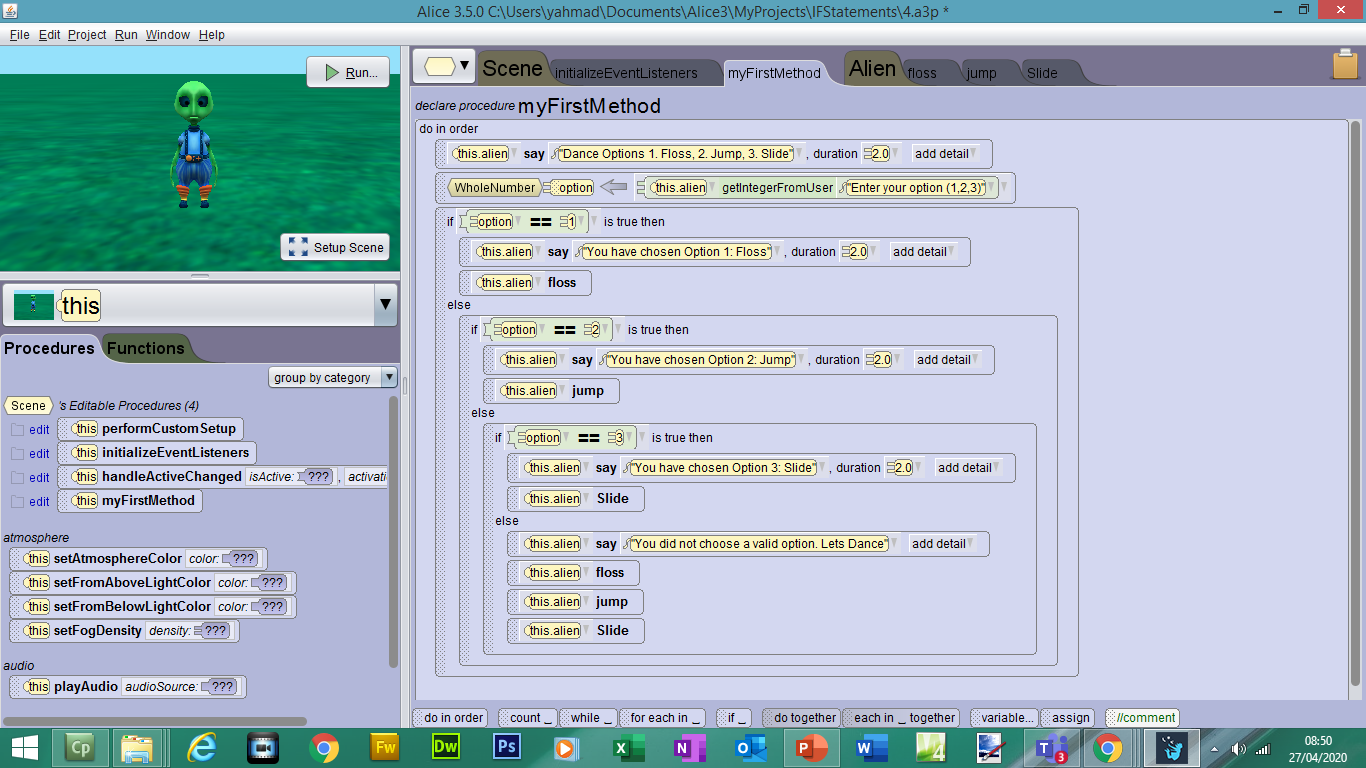 Alice 3.5.0 C:\Users\yahmad\Documents\Alice3\MyProjects\IFStatements\4.a3p *
File Edit Project Run Window Help
Run...
Setup Scene
this
Procedures Functions
group by category
Scene 's Editable Procedures (4)
edit this performCustomSetup
edit this initializeEventListeners
edit this handleActiveChanged isActive: ??? , activati
edit this myFirstMethod
atmosphere
this setAtmosphereColor color: ???
this setFromAboveLightColor color: ???
this setFromBelowLightColor color: ???
this setFogDensity density: ???
audio
this playAudio audioSource: ???
Scene initializeEventListeners myFirstMethod Alien floss jump Slide
declare procedure myFirstMethod
do in order
this.alien say "Dance Options 1. Floss, 2. Jump, 3. Slide" , duration 2.0 add detail
WholeNumber option this.alien getIntegerFromUser "Enter your option (1,2,3)"
if option == 1 is true then
this.alien say "You have chosen Option 1: Floss" , duration 2.0 add detail
this.alien floss
else
if option == 2 is true then
this.alien say "You have chosen Option 2: Jump" , duration 2.0 add detail
this.alien jump
else
if option == 3 is true then
this.alien say "You have chosen Option 3: Slide" , duration 2.0 add detail
this.alien Slide
else
this.alien say "You did not choose a valid option. Lets Dance" add detail
this.alien floss
this.alien jump
this.alien Slide
do in order count _ while _ for each in _ if _ do together each in _ together variable... assign //comment
Cp Fw Dw Ps X N O P W 4 T 3
08:50
27/04/2020